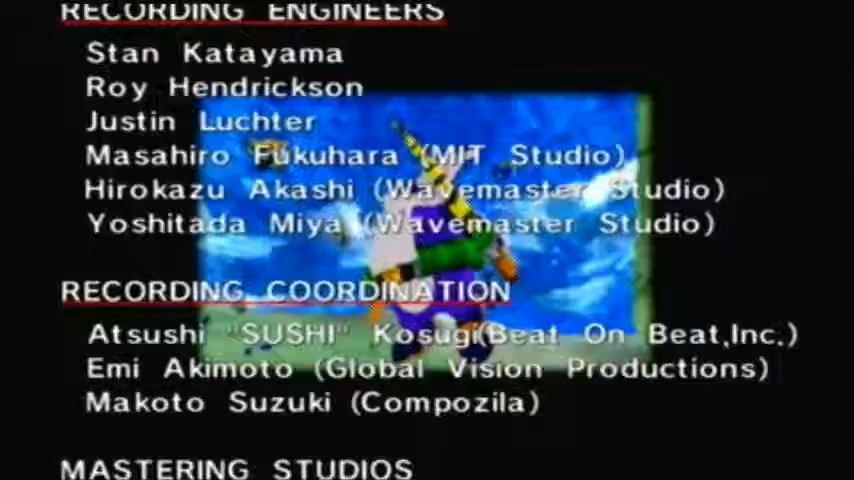 RECORDING ENGINEERS
Stan Katayama
Roy Hendrickson
Justin Luchter
Masahiro Fukuhara (MIT Studio)
Hirokazu Akashi (Wavemaster Studio)
Yoshitada Miya (Wavemaster Studio)
RECORDING COORDINATION
Atsushi "SUSHI" Kosugi(Beat On Beat,Inc.)
Emi Akimoto (Global Vision Productions)
Makoto Suzuki (Compozila)
MASTERING STUDIOS